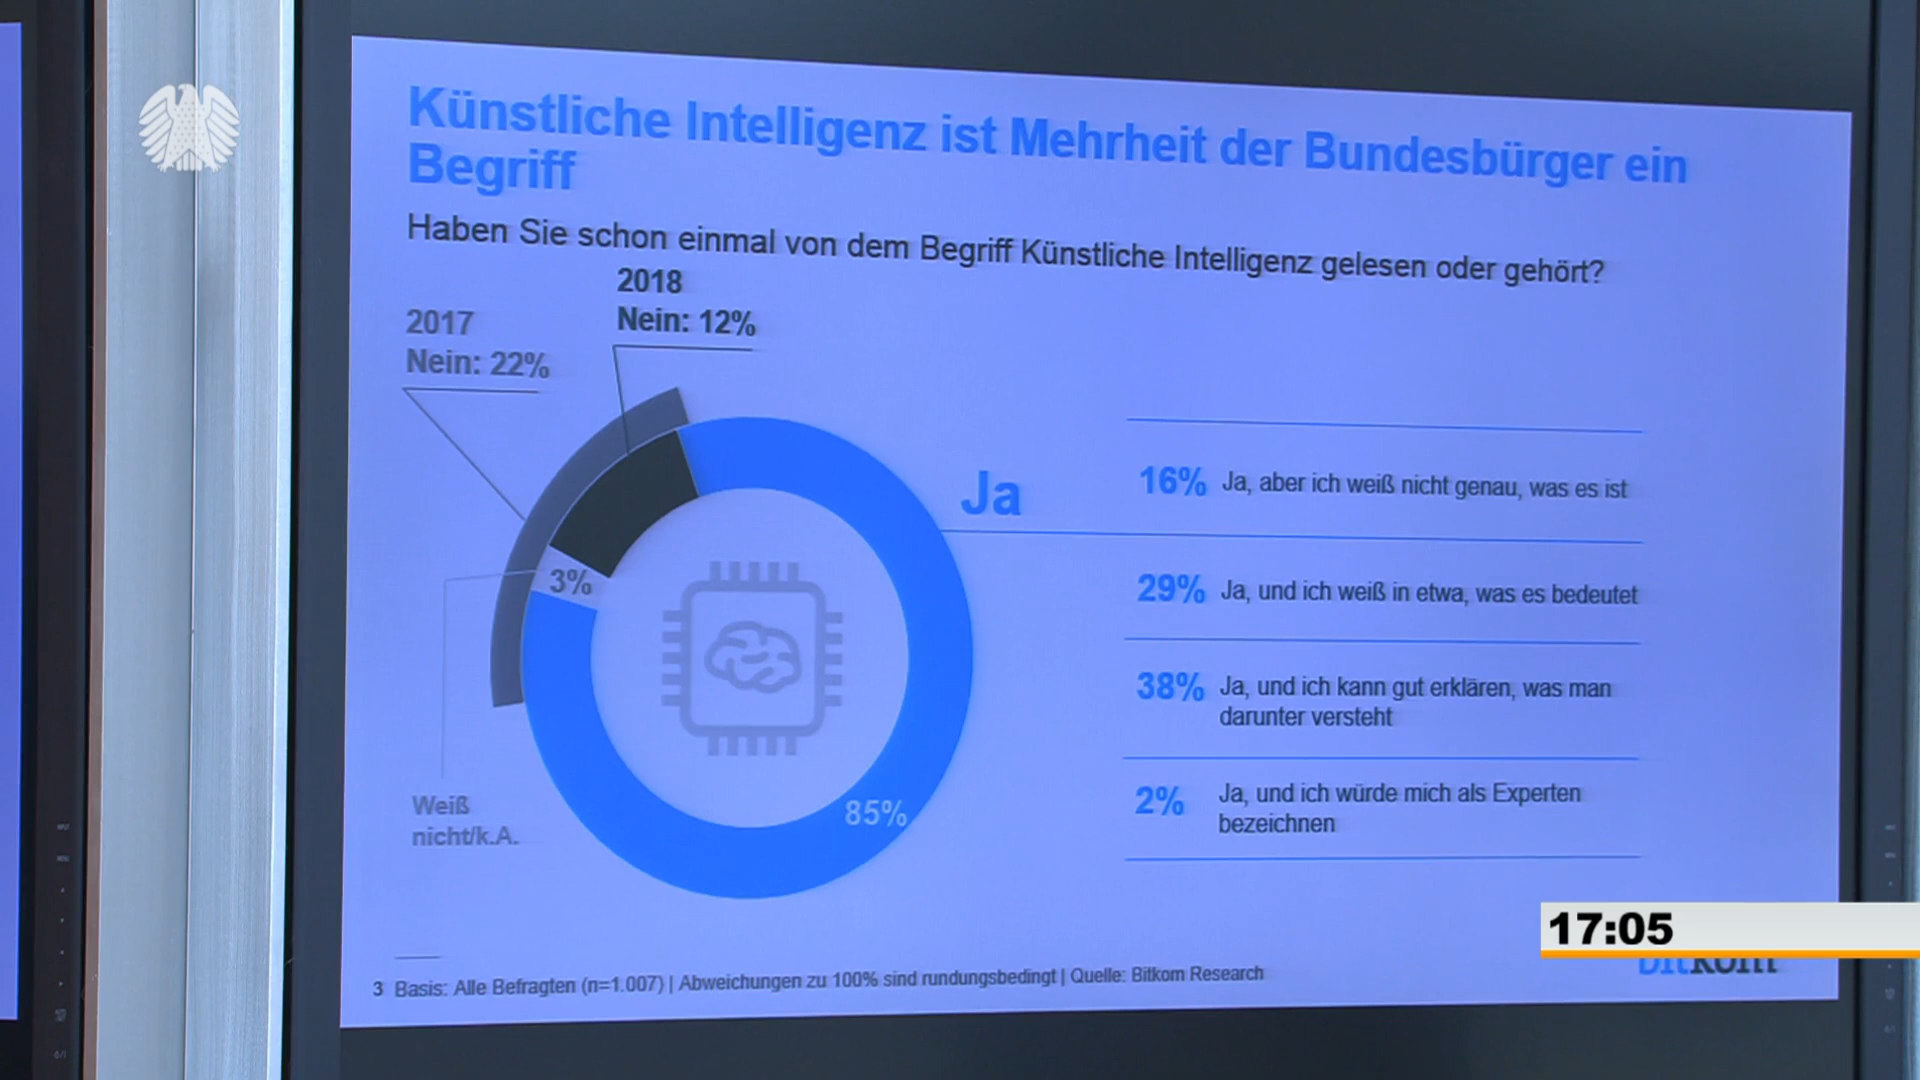 Künstliche Intelligenz ist Mehrheit der Bundesbürger ein
Begriff
Haben Sie schon einmal von dem Begriff Künstliche Intelligenz gelesen oder gehört?
2018
Nein: 12%
2017
Nein: 22%
Ja
3%
85%
Weiß
nicht/k.A.
16% Ja, aber ich weiß nicht genau, was es ist
29% Ja, und ich weiß in etwa, was es bedeutet
38% Ja, und ich kann gut erklären, was man
darunter versteht
2% Ja, und ich würde mich als Experten
bezeichnen
17:05
bitkom
3 Basis: Alle Befragten (n=1.007) | Abweichungen zu 100% sind rundungsbedingt | Quelle: Bitkom Research